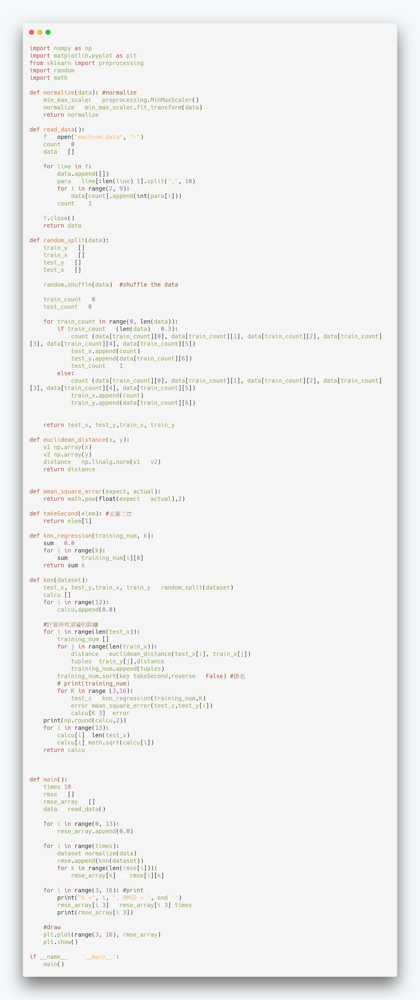 import numpy as np
import matplotlib.pyplot as plt
from sklearn import preprocessing
import random
import math
def normalize(data): #normalize
    min_max_scaler = preprocessing.MinMaxScaler()
    normalize = min_max_scaler.fit_transform(data)
    return normalize
def read_data():
    f = open("machine.data", "r")
    count = 0
    data = []
    for line in f:
        data.append([])
        para = line[:len(line)-1].split(",", 10)
        for i in range(2, 9):
            data[count].append(int(para[i]))
        count += 1
    f.close()
    return data
def random_split(data):
    train_y = []
    train_x = []
    test_y = []
    test_x = []
    random.shuffle(data)  #shuffle the data
    train_count = 0
    test_count = 0
    for train_count in range(0, len(data)):
        if train_count < (len(data) * 0.3):
            count=(data[train_count][0], data[train_count][1], data[train_count][2], data[train_count]
[3], data[train_count][4], data[train_count][5])
            test_x.append(count)
            test_y.append(data[train_count][6])
            test_count += 1
        else:
            count=(data[train_count][0], data[train_count][1], data[train_count][2], data[train_count]
[3], data[train_count][4], data[train_count][5])
            train_x.append(count)
            train_y.append(data[train_count][6])
    return test_x, test_y,train_x, train_y
def euclidean_distance(x, y):
    v1=np.array(x)
    v2=np.array(y)
    distance = np.linalg.norm(v1 - v2)
    return distance
def mean_square_error(expect, actual):
    return math.pow(float(expect - actual),2)
def takeSecond(elem): #去第二位
    return elem[1]
def knn_regression(training_num, k):
    sum = 0.0
    for i in range(k):
        sum += training_num[i][0]
    return sum/k
def knn(dataset):
    test_x, test_y,train_x, train_y = random_split(dataset)
    calcu=[]
    for i in range(13):
        calcu.append(0.0)
    #計算所有測資的距離
    for i in range(len(test_x)):
        training_num=[]
        for j in range(len(train_x)):
            distance = euclidean_distance(test_x[i], train_x[j])
            tuples =train_y[j],distance
            training_num.append(tuples)
        training_num.sort(key=takeSecond,reverse = False) #排名
        # print(training_num)
        for K in range (3,16):
            test_z = knn_regression(training_num,K)
            error=mean_square_error(test_z,test_y[i])
            calcu[K-3]+=error
    print(np.round(calcu,2))
    for i in range(13):
        calcu[i]/=len(test_x)
        calcu[i]=math.sqrt(calcu[i])
    return calcu
def main():
    times=10
    rmse = []
    rmse_array = []
    data = read_data()
    for i in range(0, 13):
        rmse_array.append(0.0)
    for i in range(times):
        dataset=normalize(data)
        rmse.append(knn(dataset))
        for k in range(len(rmse[i])):
            rmse_array[k] += rmse[i][k]
    for i in range(3, 16): #print
        print("k =", i, ", RMSD = ", end='')
        rmse_array[i-3] = rmse_array[i-3]/times
        print(rmse_array[i-3])
    #draw
    plt.plot(range(3, 16), rmse_array)
    plt.show()
if __name__ == '__main__':
    main()